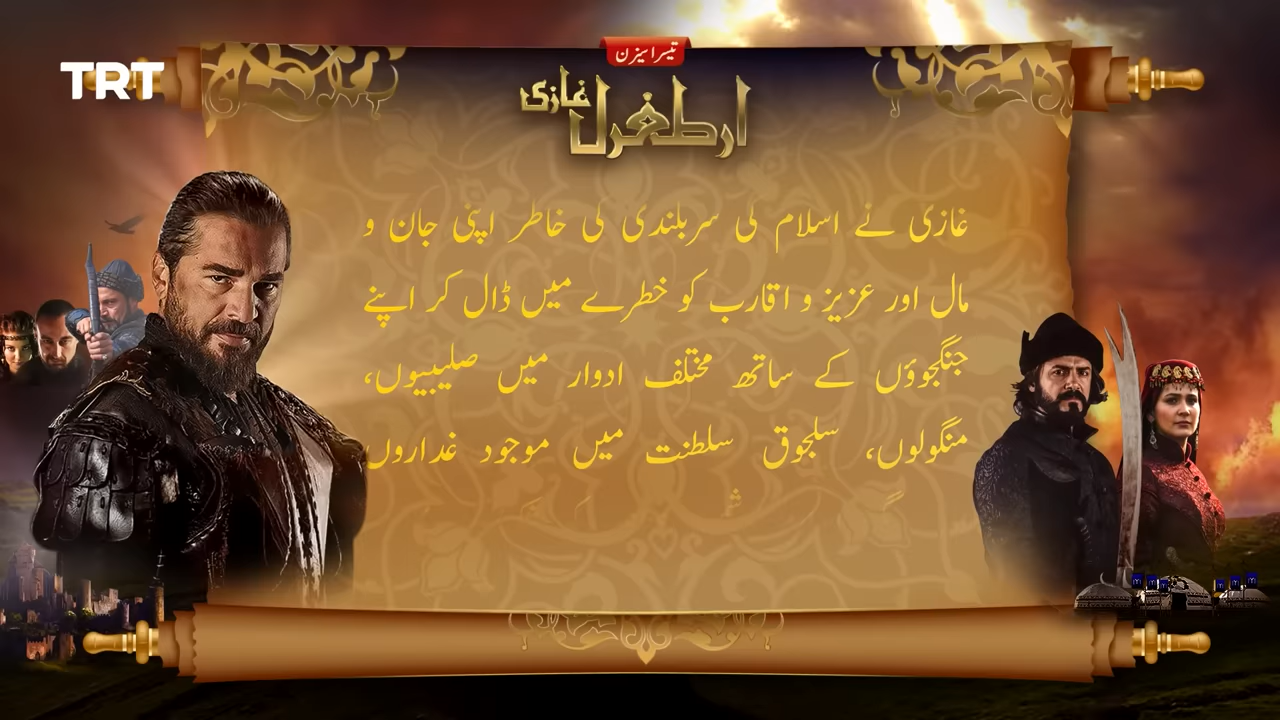 TRT
تیسرا سیزن
ارطغرل غازی
غازی نے اسلام کی سربلندی کی خاطر اپنی جان و
مال اور عزیز و اقارب کو خطرے میں ڈال کر اپنے
جنگجوؤں کے ساتھ مختلف ادوار میں صلیبیوں،
منگولوں، سلجوق سلطنت میں موجود غداروں